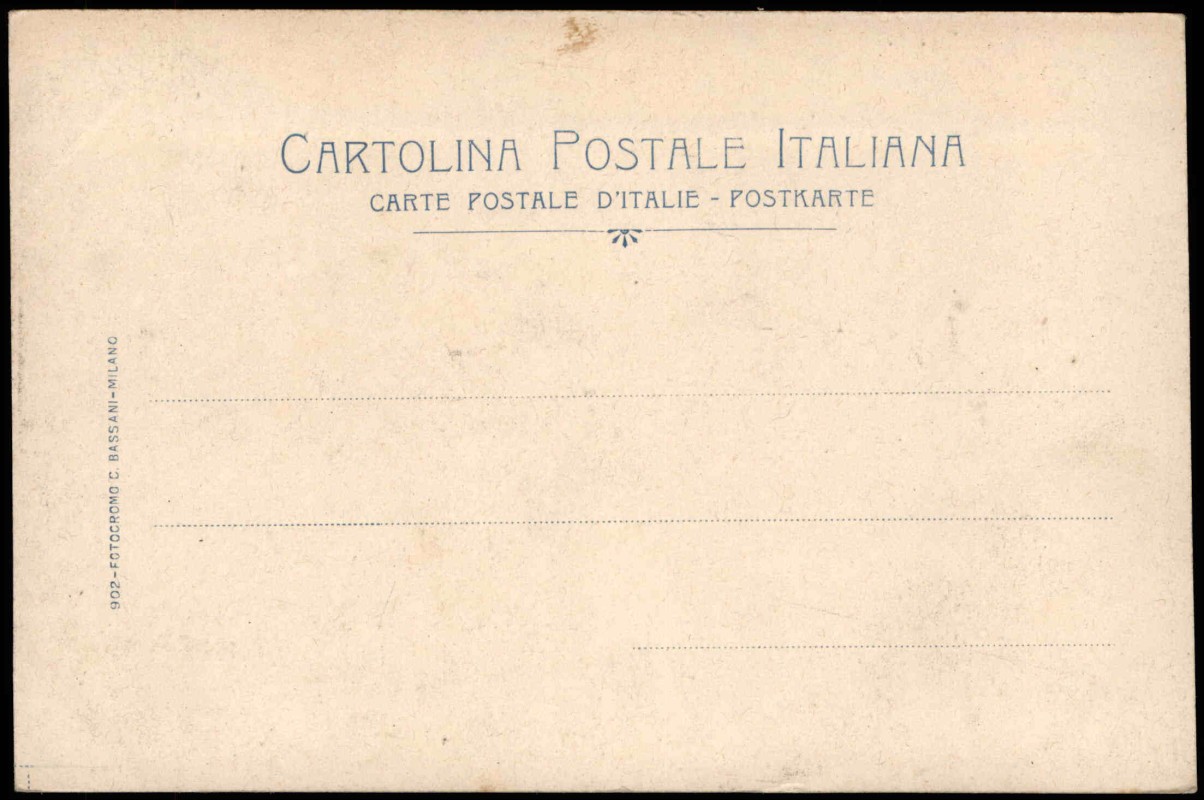 CARTOLINA POSTALE ITALIANA
CARTE POSTALE D'ITALIE - POSTKARTE
902-FOTOCROMO C. BASSANI-MILANO